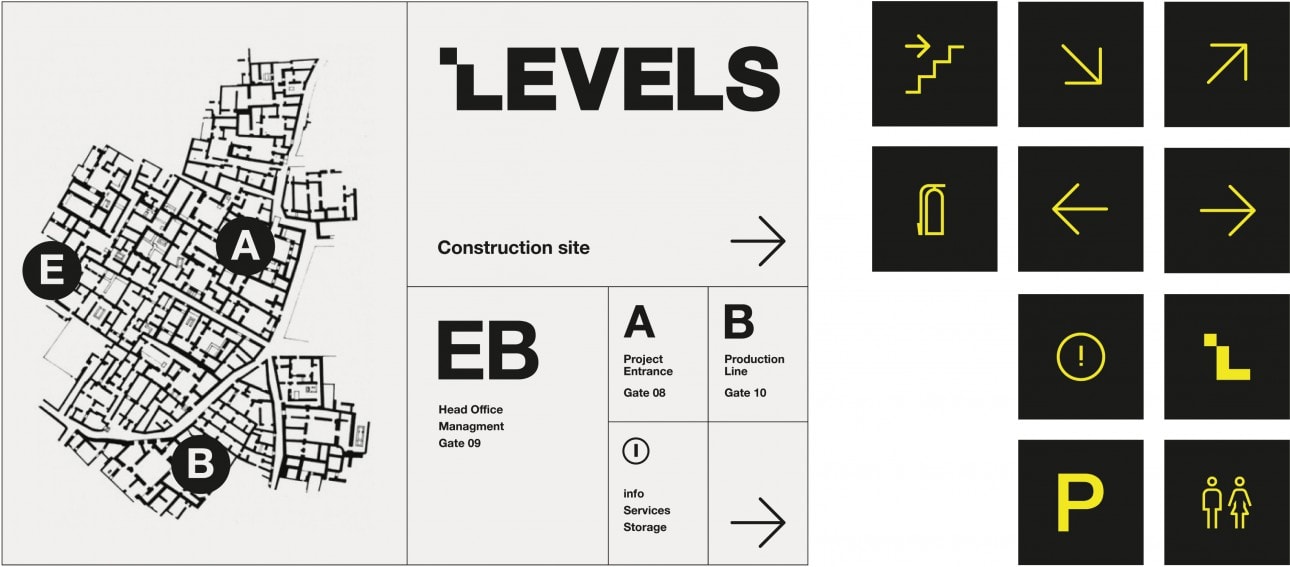 A
E
B
LEVELS
Construction site
EB
Head Office
Managment
Gate 09
A
Project
Entrance
Gate 08
B
Production
Line
Gate 10
I
info
Services
Storage
!
L
P